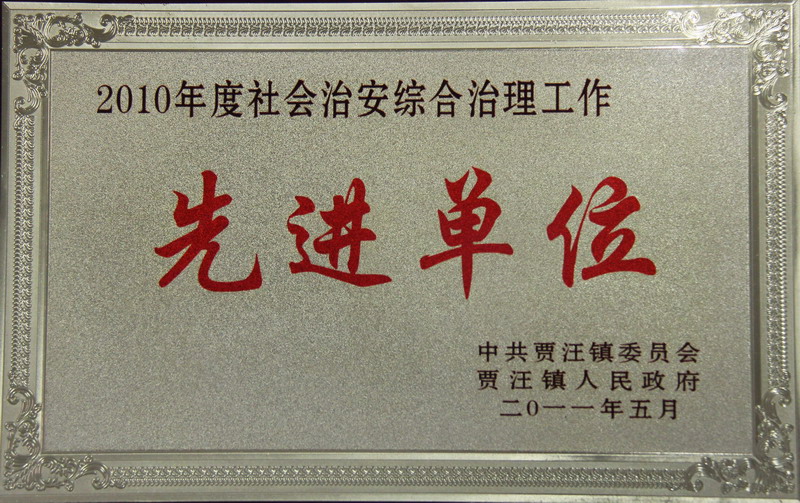 2010年度社会治安综合治理工作
先进单位
中共贾汪镇委员会
贾汪镇人民政府
二0一一年五月